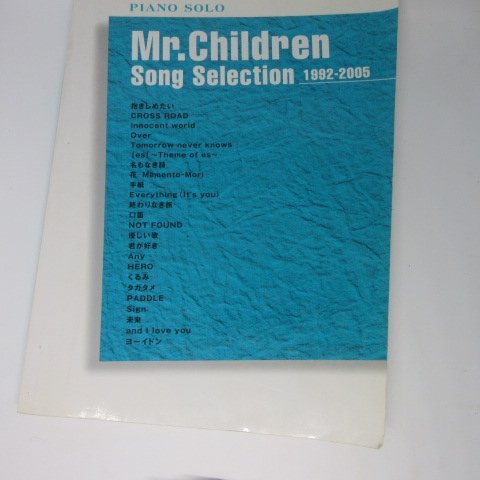 PIANO SOLO
Mr.Children
Song Selection 1992-2005
抱きしめたい
CROSS ROAD
innocent world
Over
Tomorrow never knows
[es] ~Theme of es~
名もなき詩
花 -Mémento-Mori-
手紙
Everything (It's you)
終わりなき旅
口笛
NOT FOUND
優しい歌
君が好き
Any
HERO
くるみ
タガタメ
PADDLE
Sign
未来
and I love you
ヨーイドン